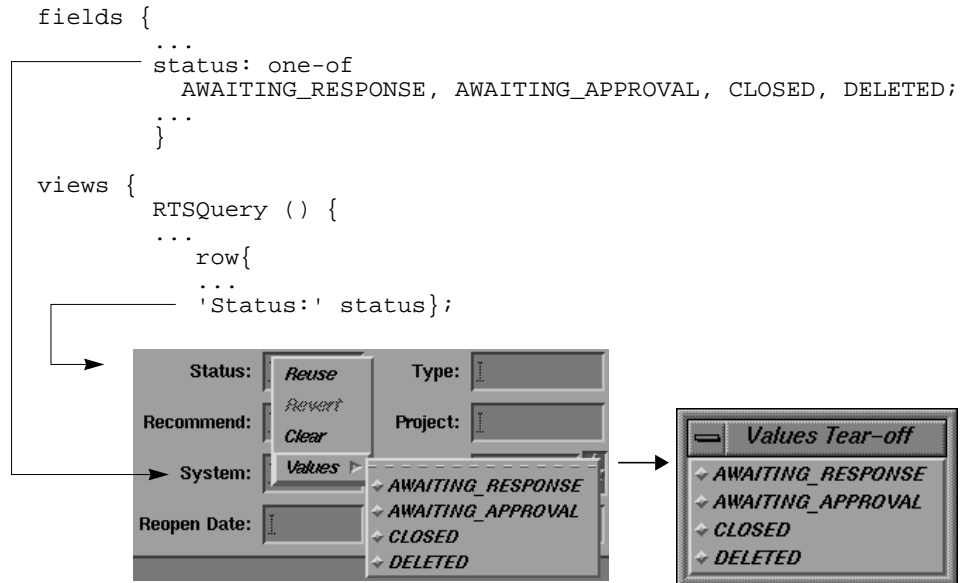 fields {
...
status: one-of
AWAITING_RESPONSE, AWAITING_APPROVAL, CLOSED, DELETED;
...
}
views {
RTSQuery () {
...
row{
...
'Status:' status};
Status:
Reuse
Type:
Revert
Recommend:
Clear
Project:
System:
Values
AWAITING_RESPONSE
AWAITING_APPROVAL
Reopen Date:
CLOSED
DELETED
Values Tear-off
AWAITING_RESPONSE
AWAITING_APPROVAL
CLOSED
DELETED